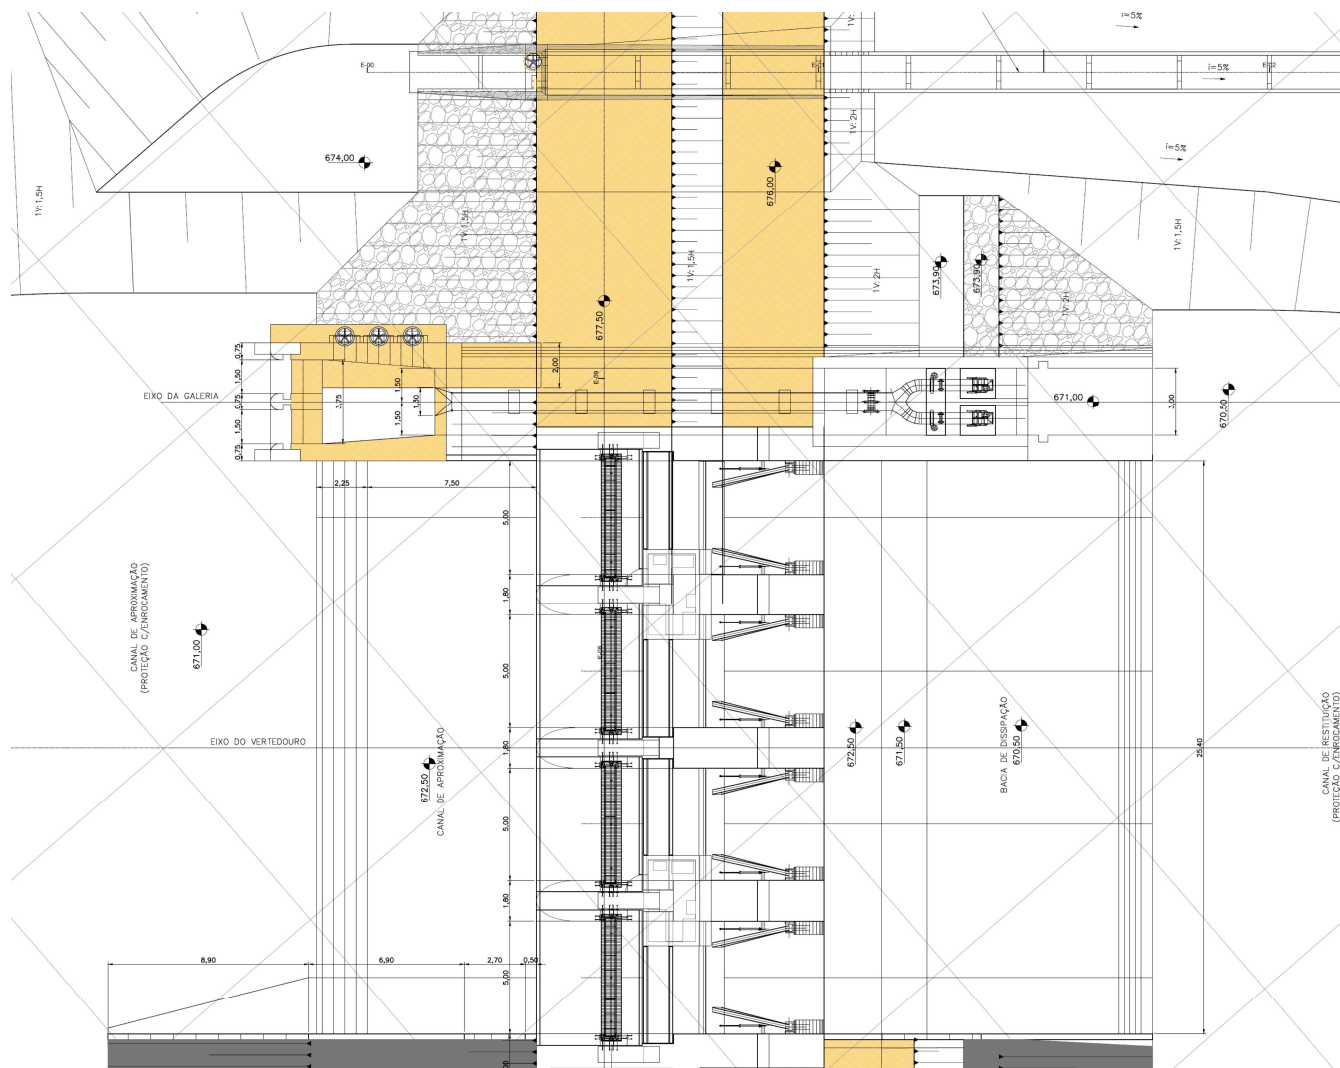 i=5%
1V:
E-00
E-01
i=5%
E-02
1V:2H
674,00
i=5%
676,00
1V:1,5H
1V:1,5H
1V:1,5H
1V:1,5H
1V:2H
673,90
673,90
1V:2H
677,50
E-09
0,75
1,50
0,75
1,50
0,75
EIXO DA GALERIA
1,50
1,30
1,50
2,00
671,00
3,00
670,50
2,25
7,50
5,00
1,80
5,00
1,80
5,00
1,80
5,00
CANAL DE APROXIMAÇÃO
(PROTEÇÃO C/ENROCAMENTO)
671,00
EIXO DO VERTEDOURO
672,50
CANAL DE APROXIMAÇÃO
672,50
671,50
BACIA DE DISSIPAÇÃO
670,50
25,40
CANAL DE RESTITUIÇÃO
(PROTEÇÃO C/ENROCAMENTO)
8,90
6,90
2,70
0,50